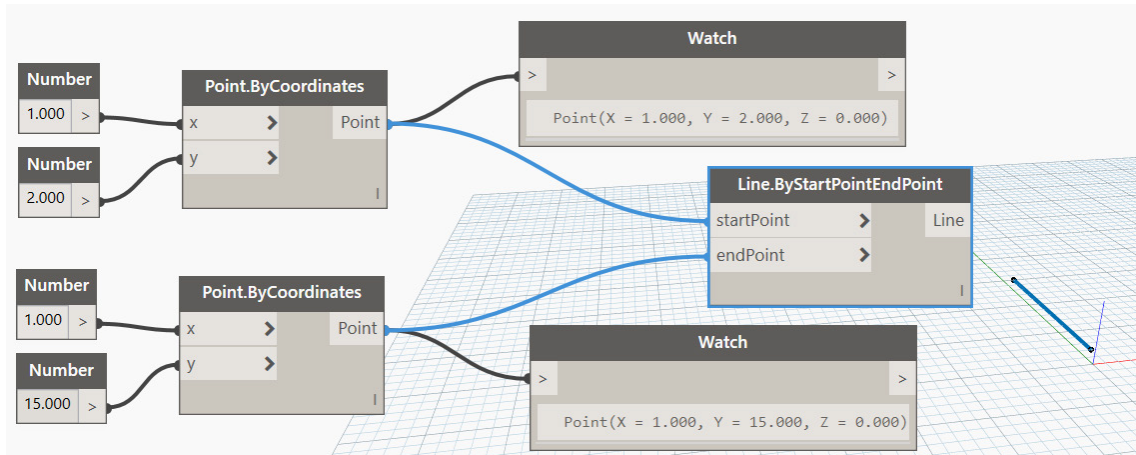 Number
1.000 >
Number
2.000 >
Point.ByCoordinates
x > Point
y >
l
Watch
> >
Point(X = 1.000, Y = 2.000, Z = 0.000)
Line.ByStartPointEndPoint
startPoint > Line
endPoint >
l
Number
1.000 >
Number
15.000 >
Point.ByCoordinates
x > Point
y >
l
Watch
> >
Point(X = 1.000, Y = 15.000, Z = 0.000)